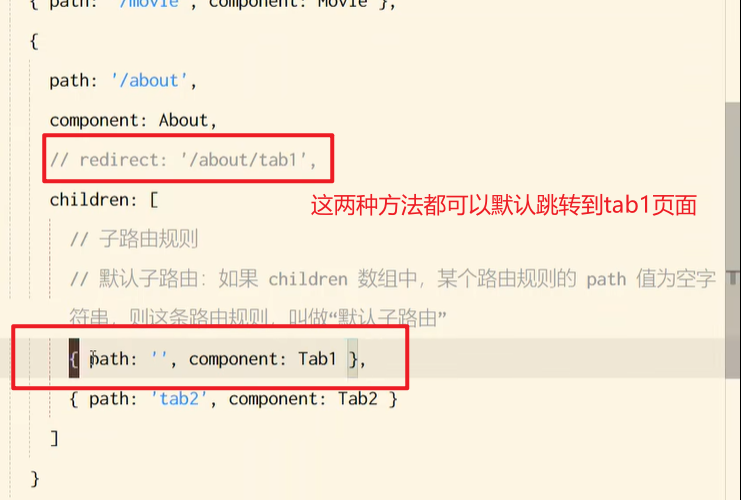 { path: '/movie', component: Movie },
{
path: '/about',
component: About,
// redirect: '/about/tab1',
children: [
这两种方法都可以默认跳转到tab1页面
// 子路由规则
// 默认子路由：如果 children 数组中，某个路由规则的 path 值为空字
符串，则这条路由规则，叫做“默认子路由”
{ path: '', component: Tab1 },
{ path: 'tab2', component: Tab2 }
]
}